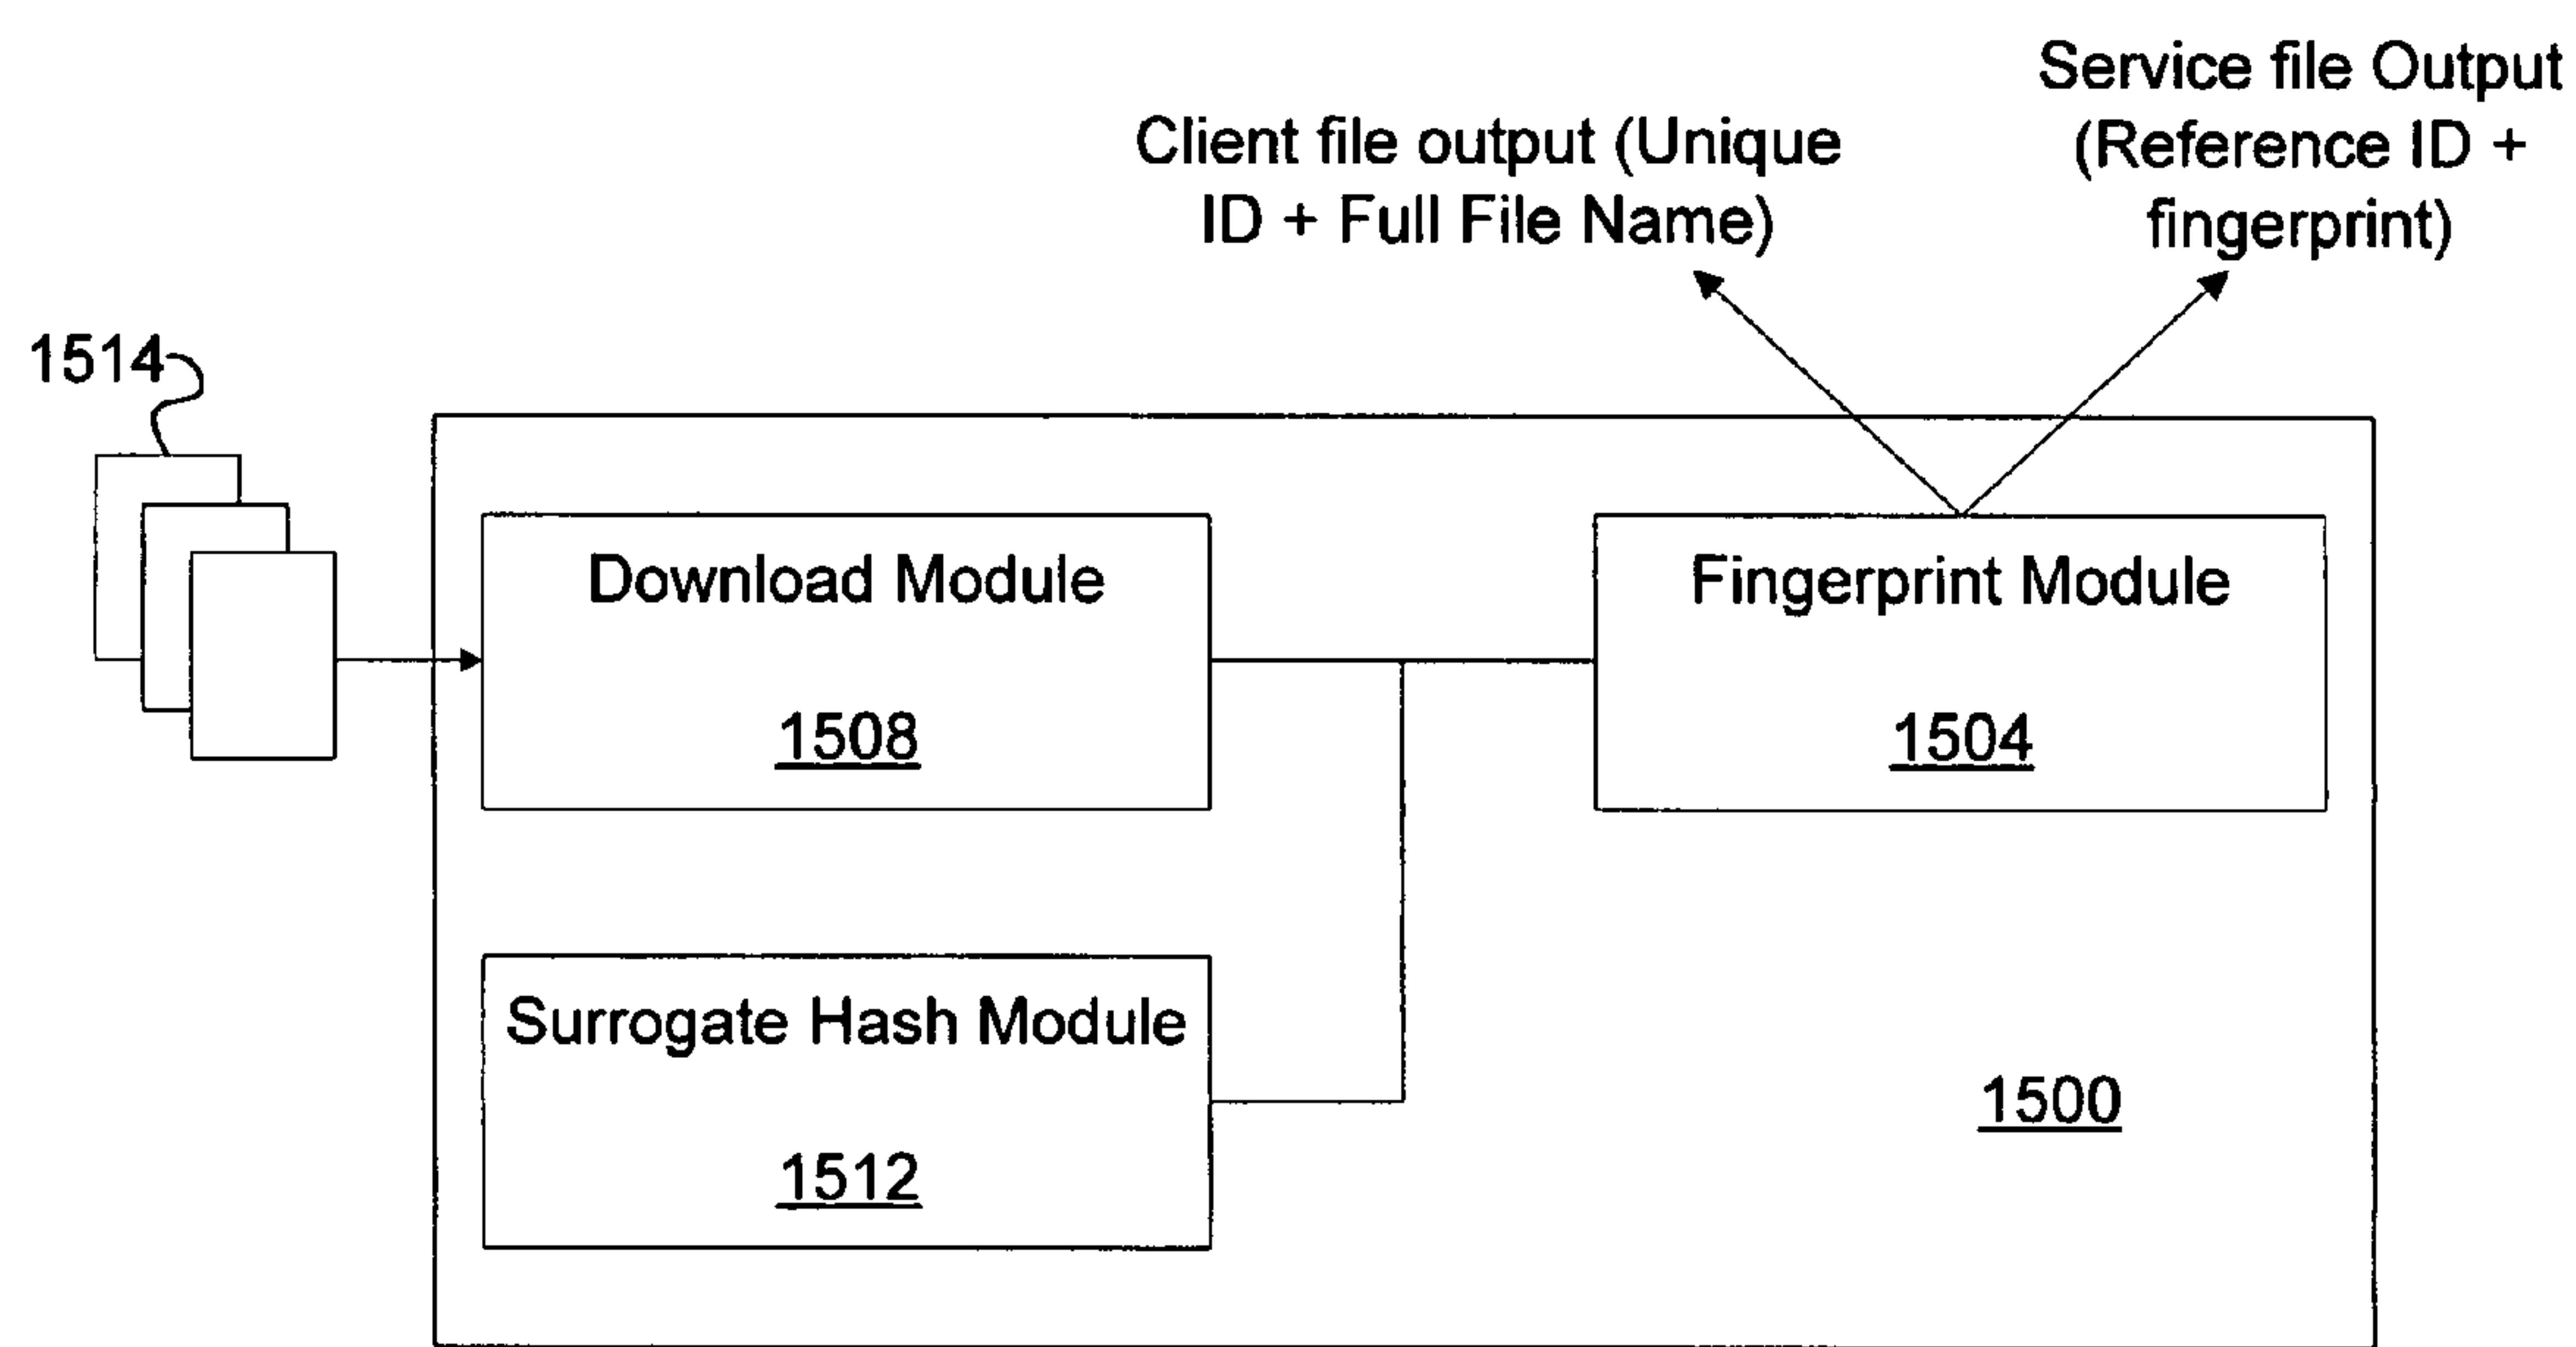 Service file Output
(Reference ID +
fingerprint)
Client file output (Unique
ID + Full File Name)
1514
Download Module
1508
Fingerprint Module
1504
Surrogate Hash Module
1512
1500